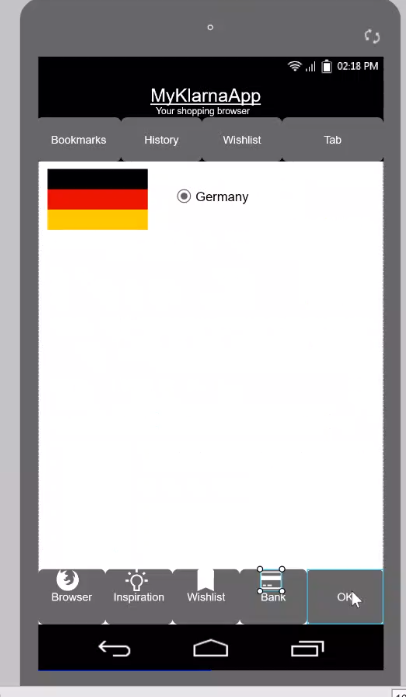 02:18 PM
MyKlarnaApp
Your shopping browser
Bookmarks History Wishlist Tab
Germany
Browser Inspiration Wishlist Bank OK